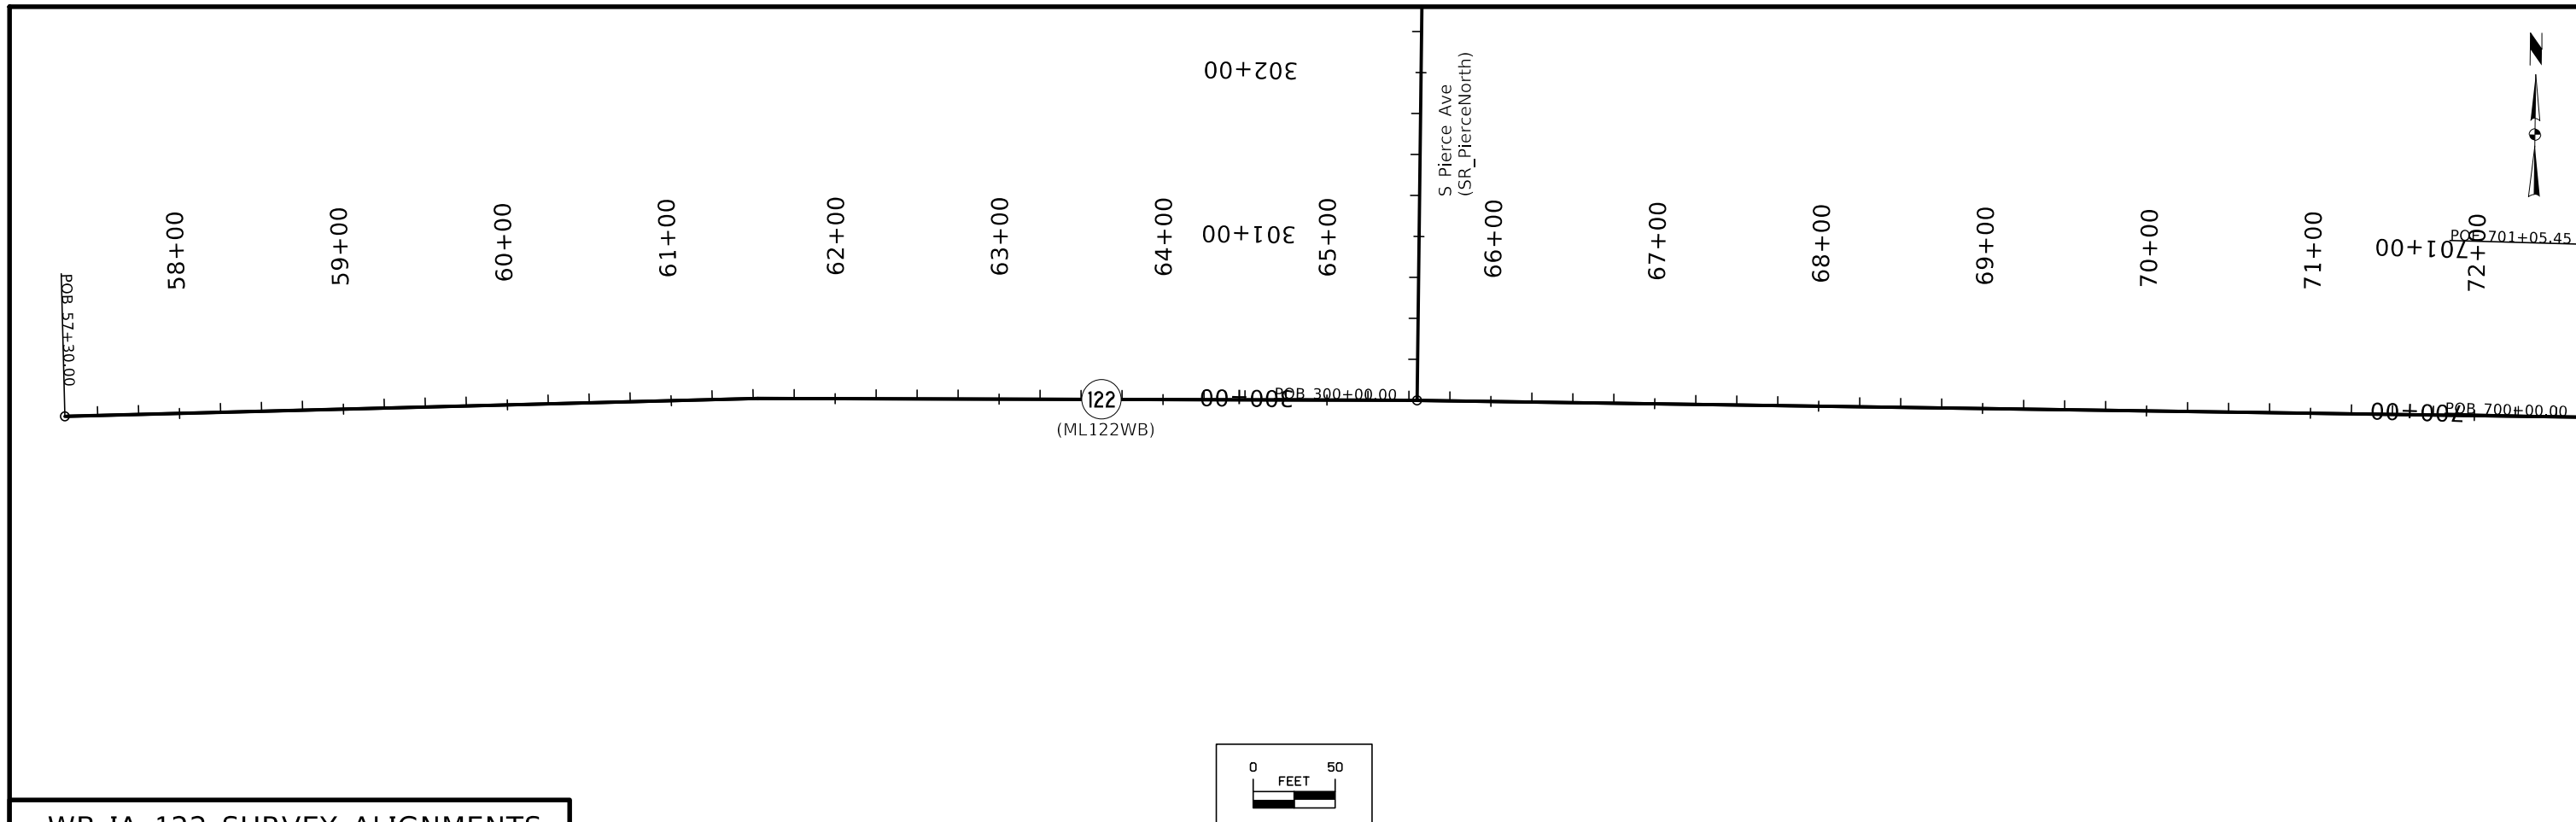 302+00
S Pierce Ave
(SR_PierceNorth)
N
58+00
59+00
60+00
61+00
62+00
63+00
64+00
301+00
65+00
66+00
67+00
68+00
69+00
70+00
71+00
701+00
72+00
POE 701+05.45
POB 57+30.00
122
(ML122WB)
300+00
POB 300+00.00
700+00
POB 700+00.00
0 50
FEET
WB IA 122 SURVEY ALIGNMENTS